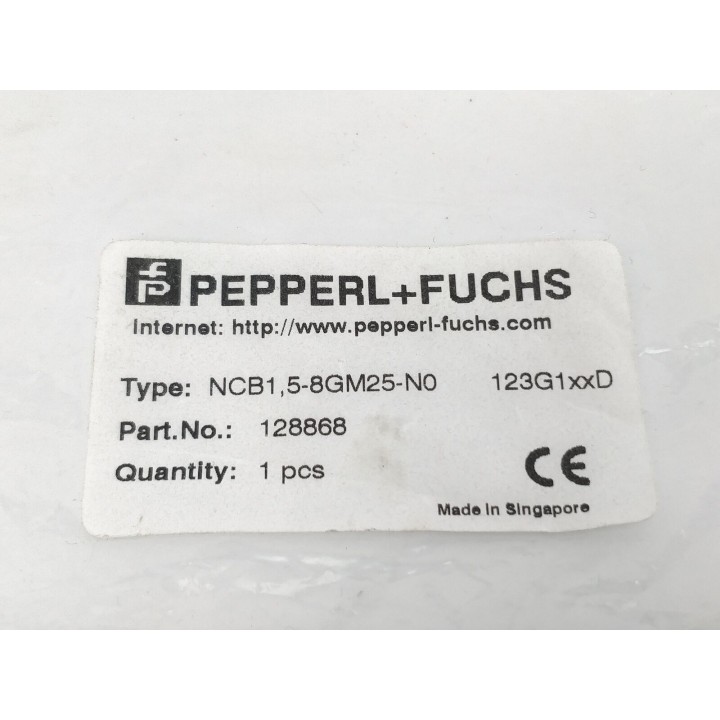 PEPPERL+FUCHS
Internet: http://www.pepperl-fuchs.com
Type: NCB1,5-8GM25-N0 123G1xxD
Part.No.: 128868
Quantity: 1 pcs
CE
Made in Singapore